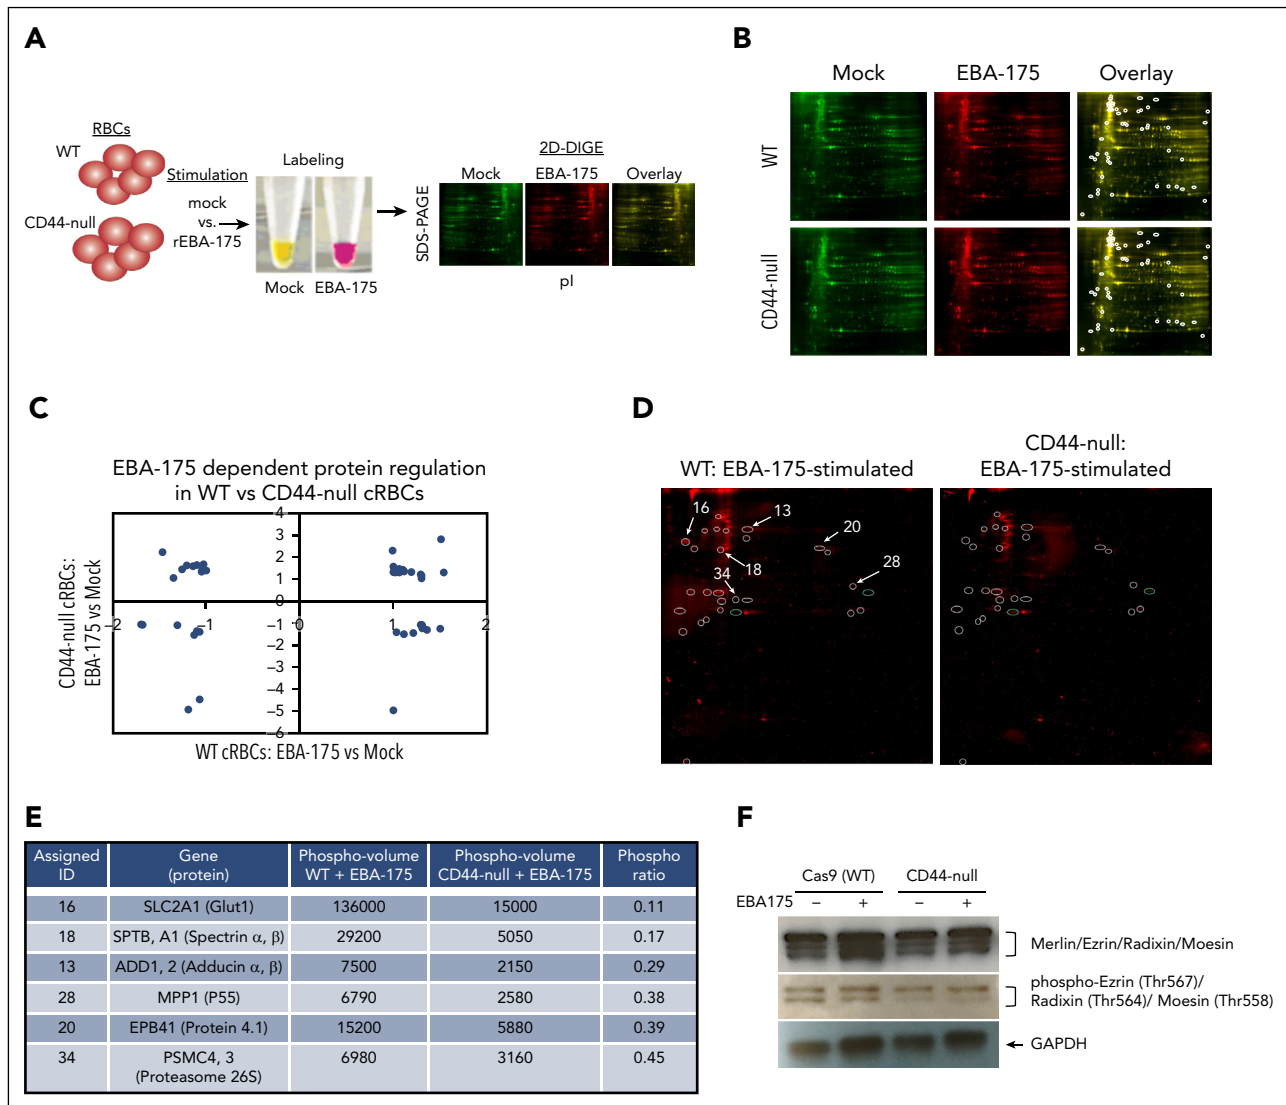 A
RBCs
WT
CD44-null
Stimulation
mock
vs.
rEBA-175
Labeling
Mock EBA-175
SDS-PAGE
2D-DIGE
Mock EBA-175 Overlay
pI
B
Mock EBA-175 Overlay
WT
CD44-null
C
EBA-175 dependent protein regulation
in WT vs CD44-null cRBCs
CD44-null cRBCs:
EBA-175 vs Mock
4
3
2
1
0
–1
–2
–3
–4
–5
–6
–2 –1 0 1 2
WT cRBCs: EBA-175 vs Mock
D
WT: EBA-175-stimulated
CD44-null:
EBA-175-stimulated
16
13
20
18
34
28
E
Assigned ID Gene (protein) Phospho-volume WT + EBA-175 Phospho-volume CD44-null + EBA-175 Phospho ratio
16 SLC2A1 (Glut1) 136000 15000 0.11
18 SPTB, A1 (Spectrin α, β) 29200 5050 0.17
13 ADD1, 2 (Adducin α, β) 7500 2150 0.29
28 MPP1 (P55) 6790 2580 0.38
20 EPB41 (Protein 4.1) 15200 5880 0.39
34 PSMC4, 3 (Proteasome 26S) 6980 3160 0.45
F
Cas9 (WT) CD44-null
EBA175 – + – +
Merlin/Ezrin/Radixin/Moesin
phospho-Ezrin (Thr567)/
Radixin (Thr564)/ Moesin (Thr558)
GAPDH